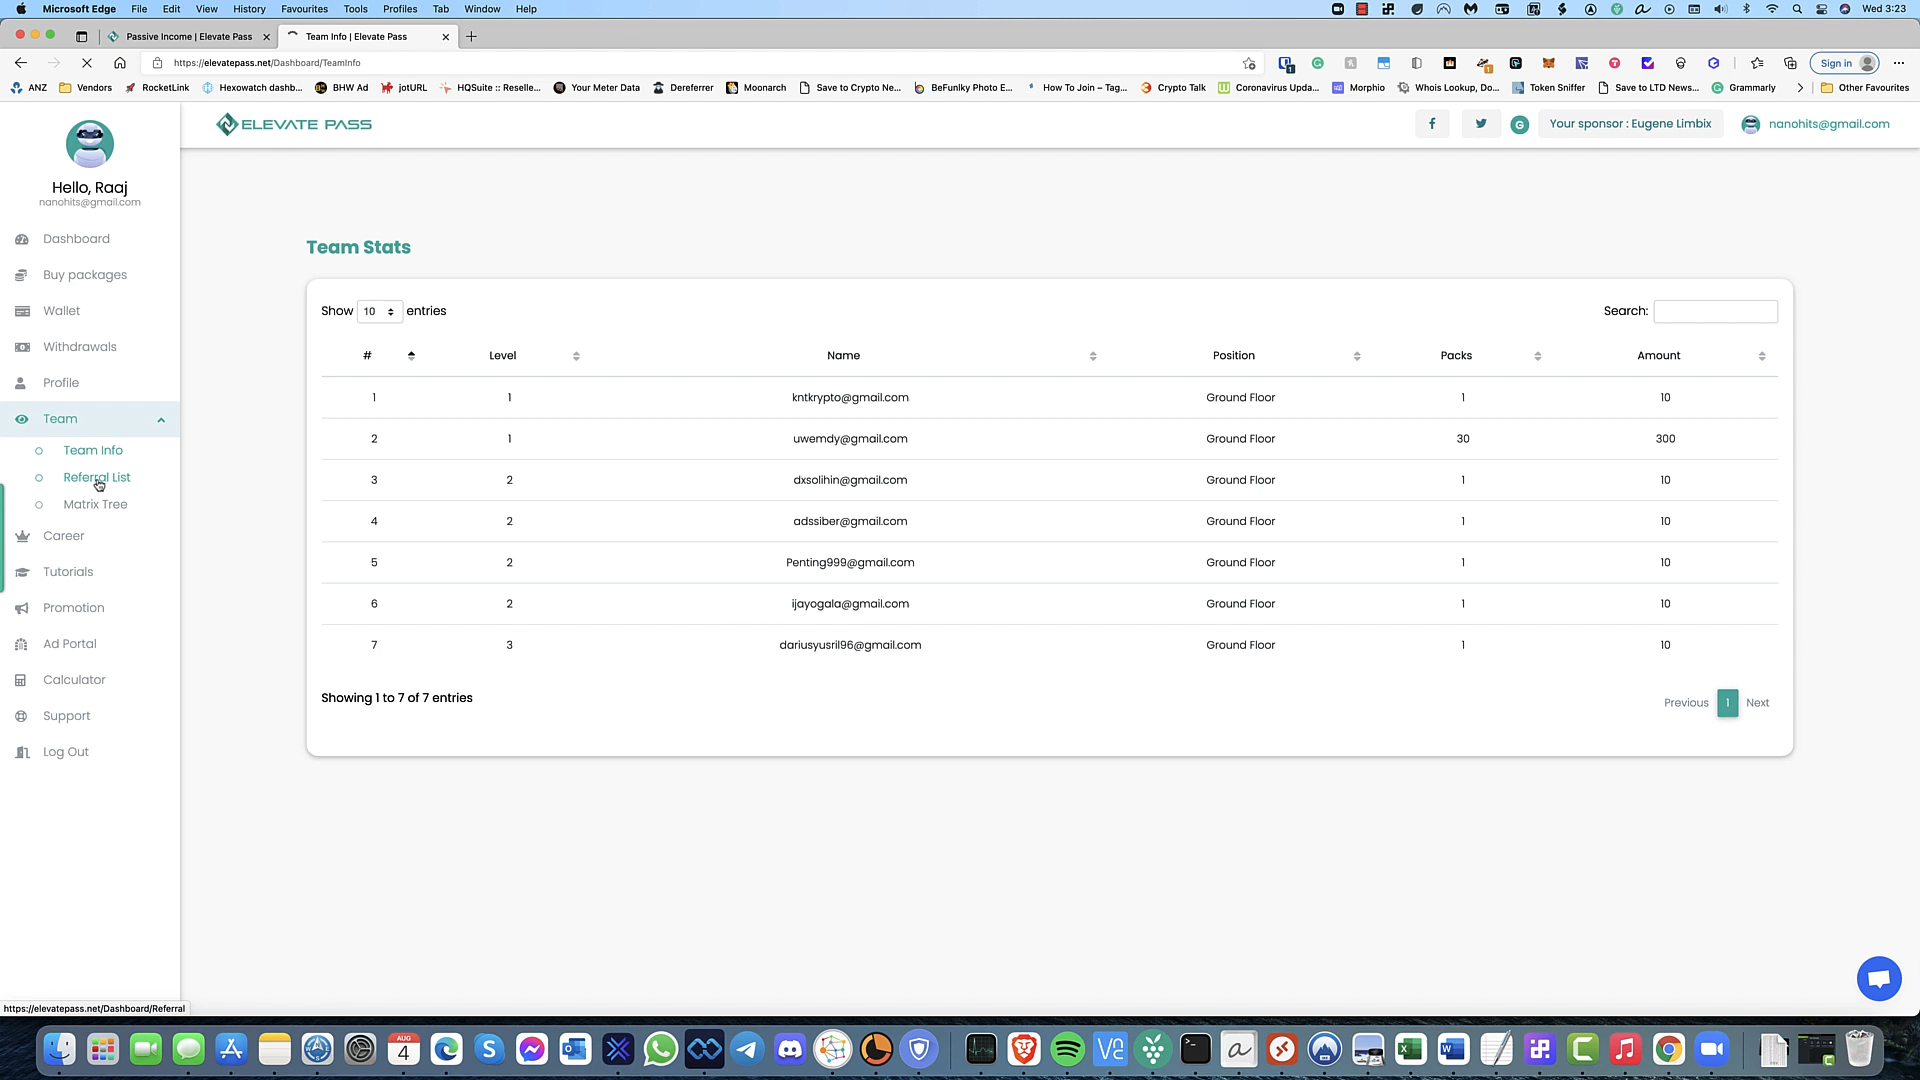 Microsoft Edge File Edit View History Favourites Tools Profiles Tab Window Help Wed 3:23
Passive Income | Elevate Pass Team Info | Elevate Pass
https://elevatepass.net/Dashboard/TeamInfo Sign in
ANZ Vendors RocketLink Hexowatch dashb... BHW Ad jotURL HQSuite :: Reselle... Your Meter Data Dereferrer Moonarch Save to Crypto Ne... BeFunky Photo E... How To Join – Tag... Crypto Talk Coronavirus Upda... Morphio Whois Lookup, Do... Token Sniffer Save to LTD News... Grammarly Other Favourites
ELEVATE PASS
Your sponsor : Eugene Limbix nanohits@gmail.com
Hello, Raaj
nanohits@gmail.com
Dashboard
Buy packages
Wallet
Withdrawals
Profile
Team
Team Info
Referral List
Matrix Tree
Career
Tutorials
Promotion
Ad Portal
Calculator
Support
Log Out
Team Stats
Show 10 entries Search:
# Level Name Position Packs Amount
1 1 kntkrypto@gmail.com Ground Floor 1 10
2 1 uwemdy@gmail.com Ground Floor 30 300
3 2 dxsolihin@gmail.com Ground Floor 1 10
4 2 adssiber@gmail.com Ground Floor 1 10
5 2 Penting999@gmail.com Ground Floor 1 10
6 2 ijayogala@gmail.com Ground Floor 1 10
7 3 dariusyusril96@gmail.com Ground Floor 1 10
Showing 1 to 7 of 7 entries
Previous 1 Next
https://elevatepass.net/Dashboard/Referral
AUG
4